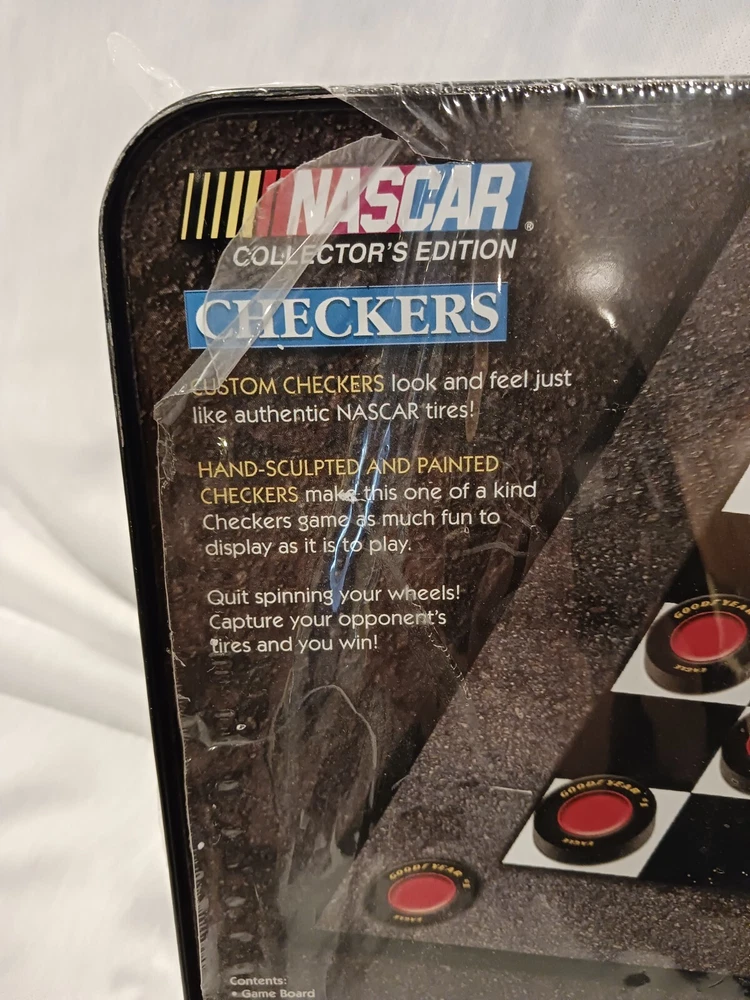 NASCAR®
COLLECTOR'S EDITION
CHECKERS
CUSTOM CHECKERS look and feel just
like authentic NASCAR tires!
HAND-SCULPTED AND PAINTED
CHECKERS make this one of a kind
Checkers game as much fun to
display as it is to play.
Quit spinning your wheels!
Capture your opponent's
tires and you win!
GOODYEAR
GOODYEAR #1
GOODYEAR #1
Contents:
• Game Board